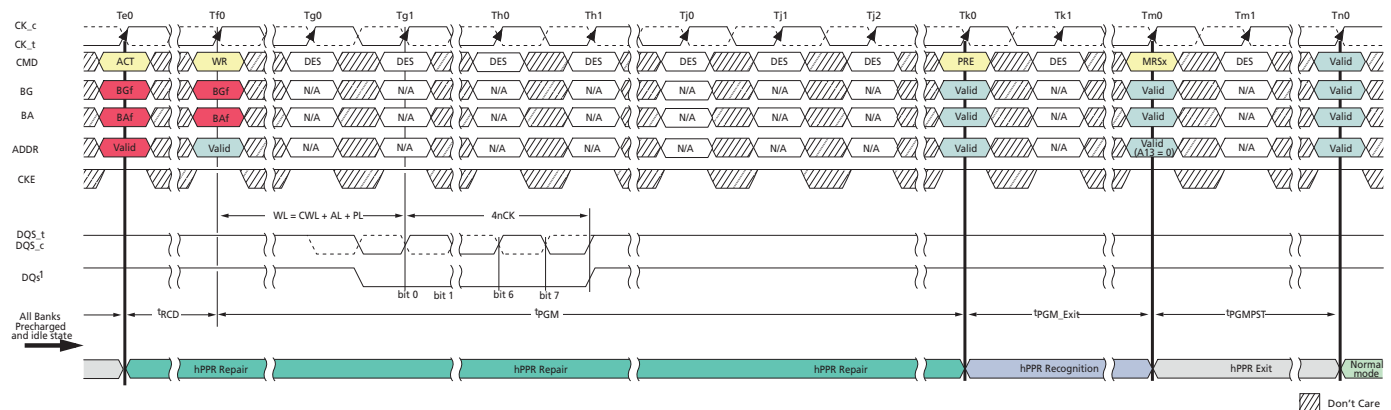 Te0 Tf0 Tg0 Tg1 Th0 Th1 Tj0 Tj1 Tj2 Tk0 Tk1 Tm0 Tm1 Tn0
CK_c
CK_t
CMD ACT WR DES DES DES DES DES DES DES PRE DES MRSx DES Valid
BG BGf BGf N/A N/A N/A N/A N/A N/A N/A Valid N/A Valid N/A Valid
BA BAf BAf N/A N/A N/A N/A N/A N/A N/A Valid N/A Valid N/A Valid
ADDR Valid Valid N/A N/A N/A N/A N/A N/A N/A Valid N/A Valid (A13 = 0) N/A Valid
CKE
WL = CWL + AL + PL 4nCK
DQS_t
DQS_c
DQs1
bit 0 bit 1 bit 6 bit 7
All Banks Precharged and idle state
tRCD tPGM tPGM_Exit tPGMPST
hPPR Repair hPPR Repair hPPR Repair hPPR Recognition hPPR Exit Normal mode
Don't Care